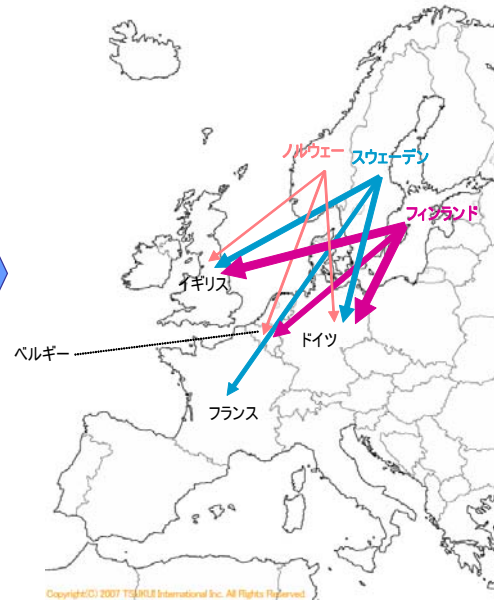 ノルウェー
スウェーデン
フィンランド
イギリス
ベルギー
ドイツ
フランス
Copyright(C) 2007 TSUKUI International Inc. All Rights Reserved.